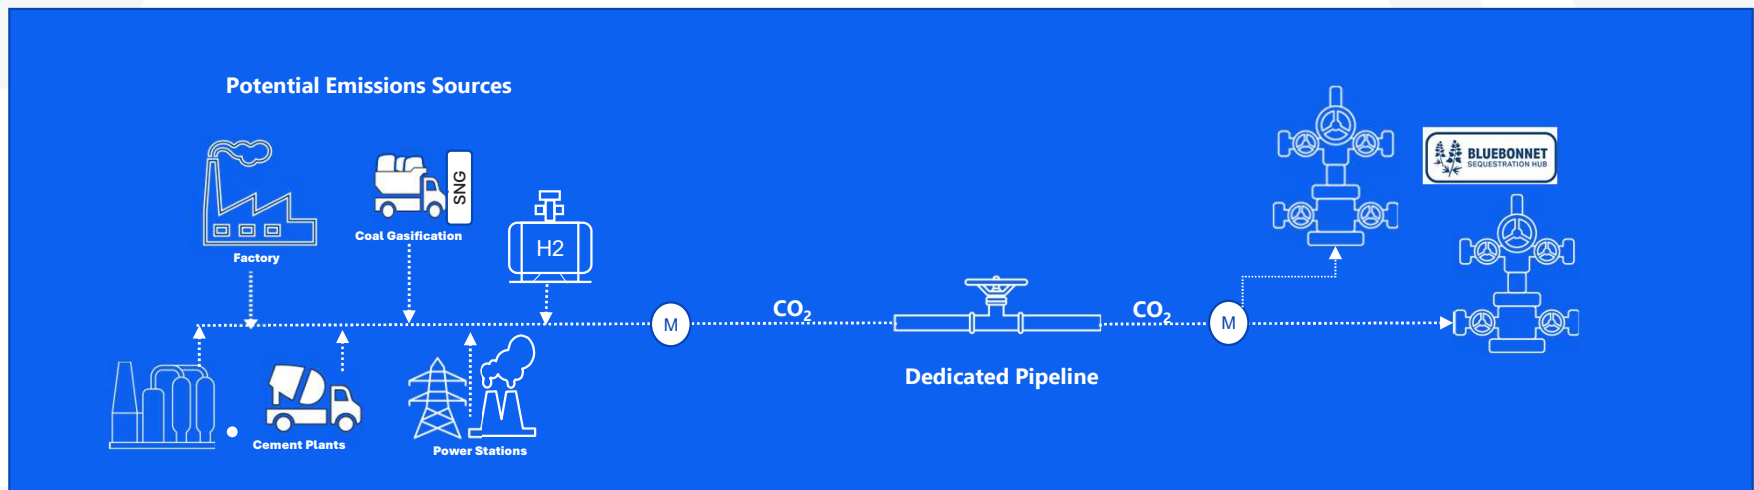 Potential Emissions Sources
Factory
SNG
Coal Gasification
H2
Cement Plants
Power Stations
M
CO₂
Dedicated Pipeline
CO₂
M
BLUEBONNET
SEQUESTRATION HUB